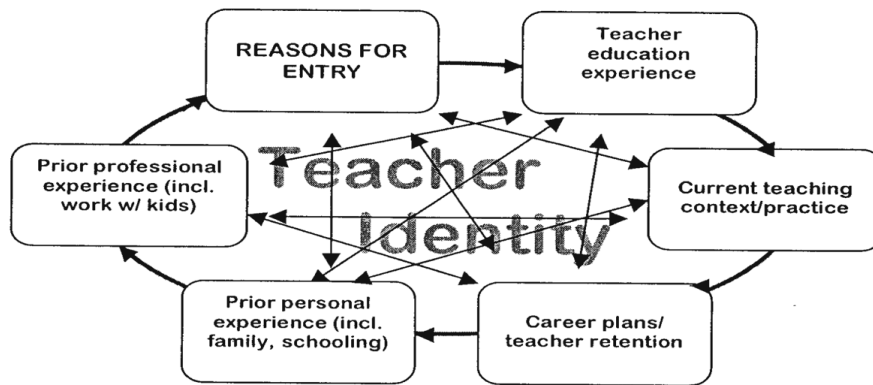 REASONS FOR
ENTRY
Teacher
education
experience
Prior professional
experience (incl.
work w/ kids)
Teacher
Identity
Current teaching
context/practice
Prior personal
experience (incl.
family, schooling)
Career plans/
teacher retention